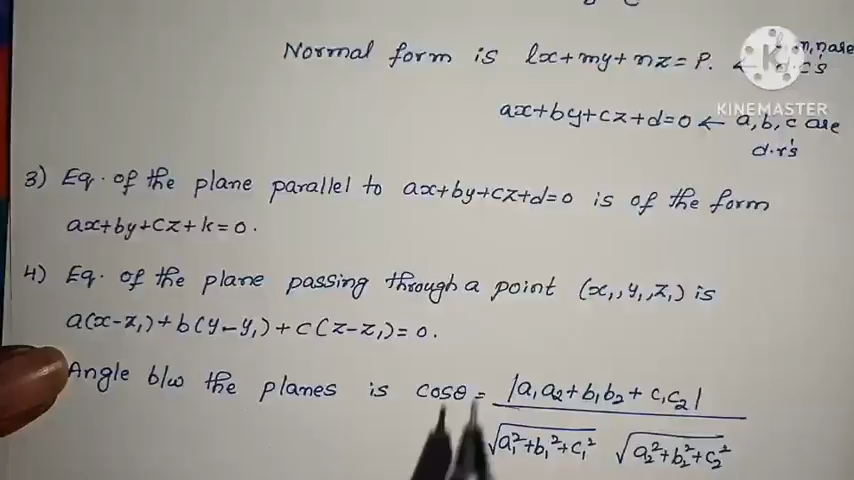 Normal form is lx+my+nz = P. ← l,m,n are
d.c's
KINEMASTER
ax+by+cz+d=0 ← a,b,c are
d.r's
3) Eq. of the plane parallel to ax+by+cz+d=0 is of the form
ax+by+cz+k=0.
4) Eq. of the plane passing through a point (x₁,y₁,z₁) is
a(x-x₁)+b(y-y₁)+c(z-z₁)=0.
Angle b/w the planes is cosθ = |a₁a₂+b₁b₂+c₁c₂|
√a₁²+b₁²+c₁² √a₂²+b₂²+c₂²